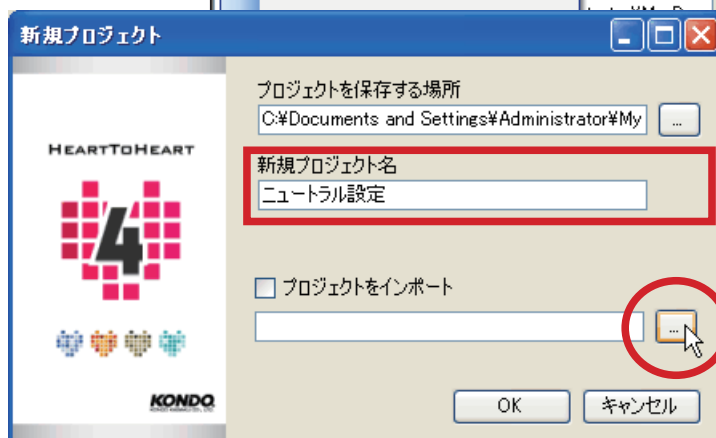 新規プロジェクト
プロジェクトを保存する場所
C:¥Documents and Settings¥Administrator¥My
...
HEARTTOHEART
4
新規プロジェクト名
ニュートラル設定
プロジェクトをインポート
...
KONDO
OK
キャンセル